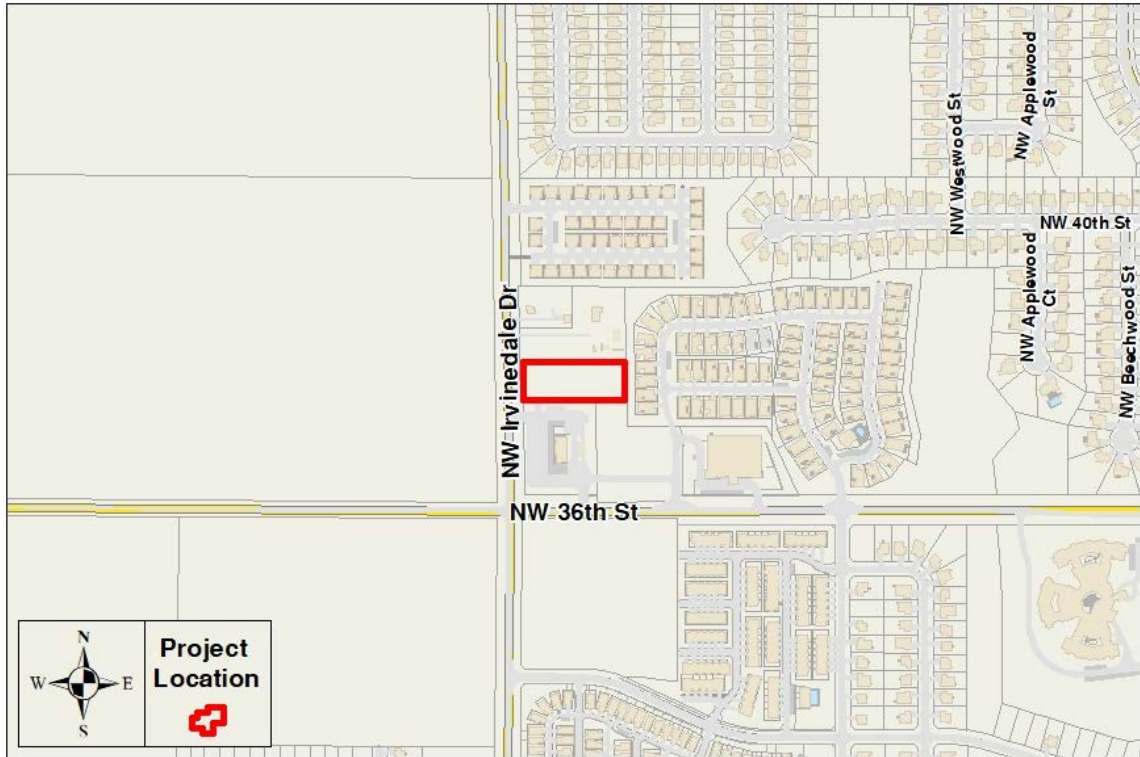 NW Applewood
St
NW Westwood St
NW 40th St
NW Applewood
Ct
NW Beechwood St
NW Irvinedale Dr
NW 36th St
N
W
E
S
Project
Location